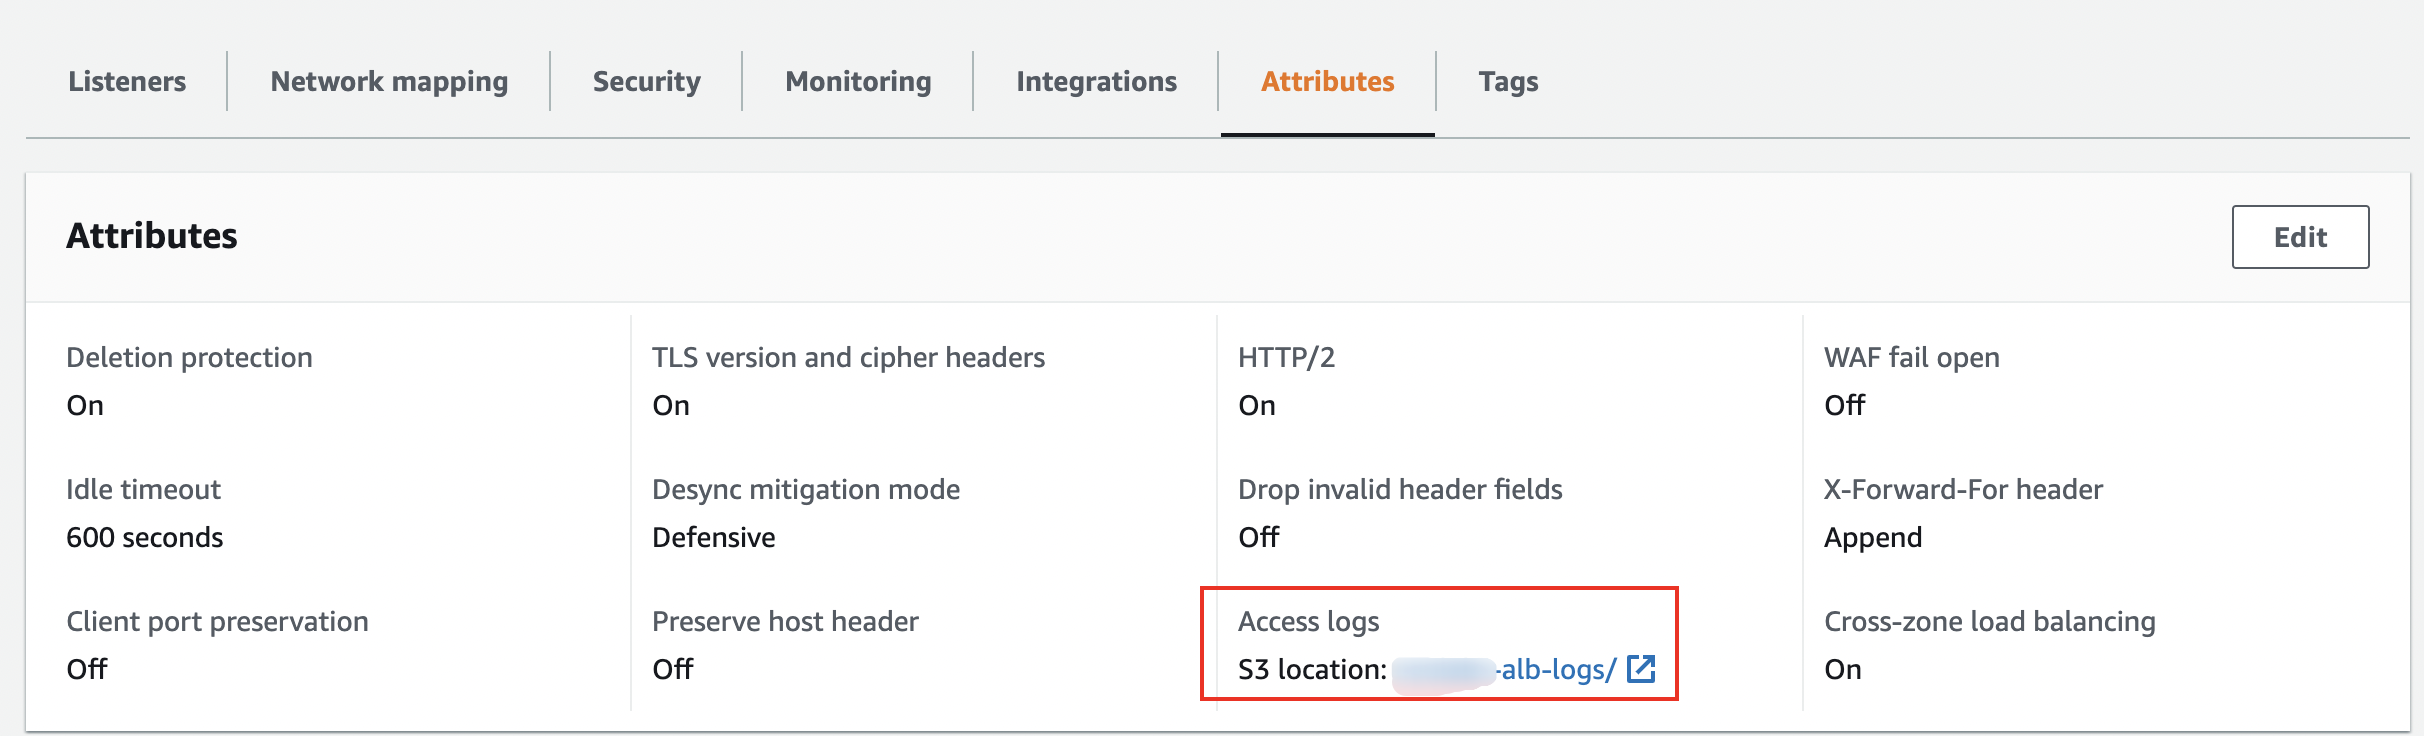 Listeners
Network mapping
Security
Monitoring
Integrations
Attributes
Tags
Attributes
Edit
Deletion protection
On
TLS version and cipher headers
On
HTTP/2
On
WAF fail open
Off
Idle timeout
600 seconds
Desync mitigation mode
Defensive
Drop invalid header fields
Off
X-Forward-For header
Append
Client port preservation
Off
Preserve host header
Off
Access logs
S3 location: -alb-logs/
Cross-zone load balancing
On